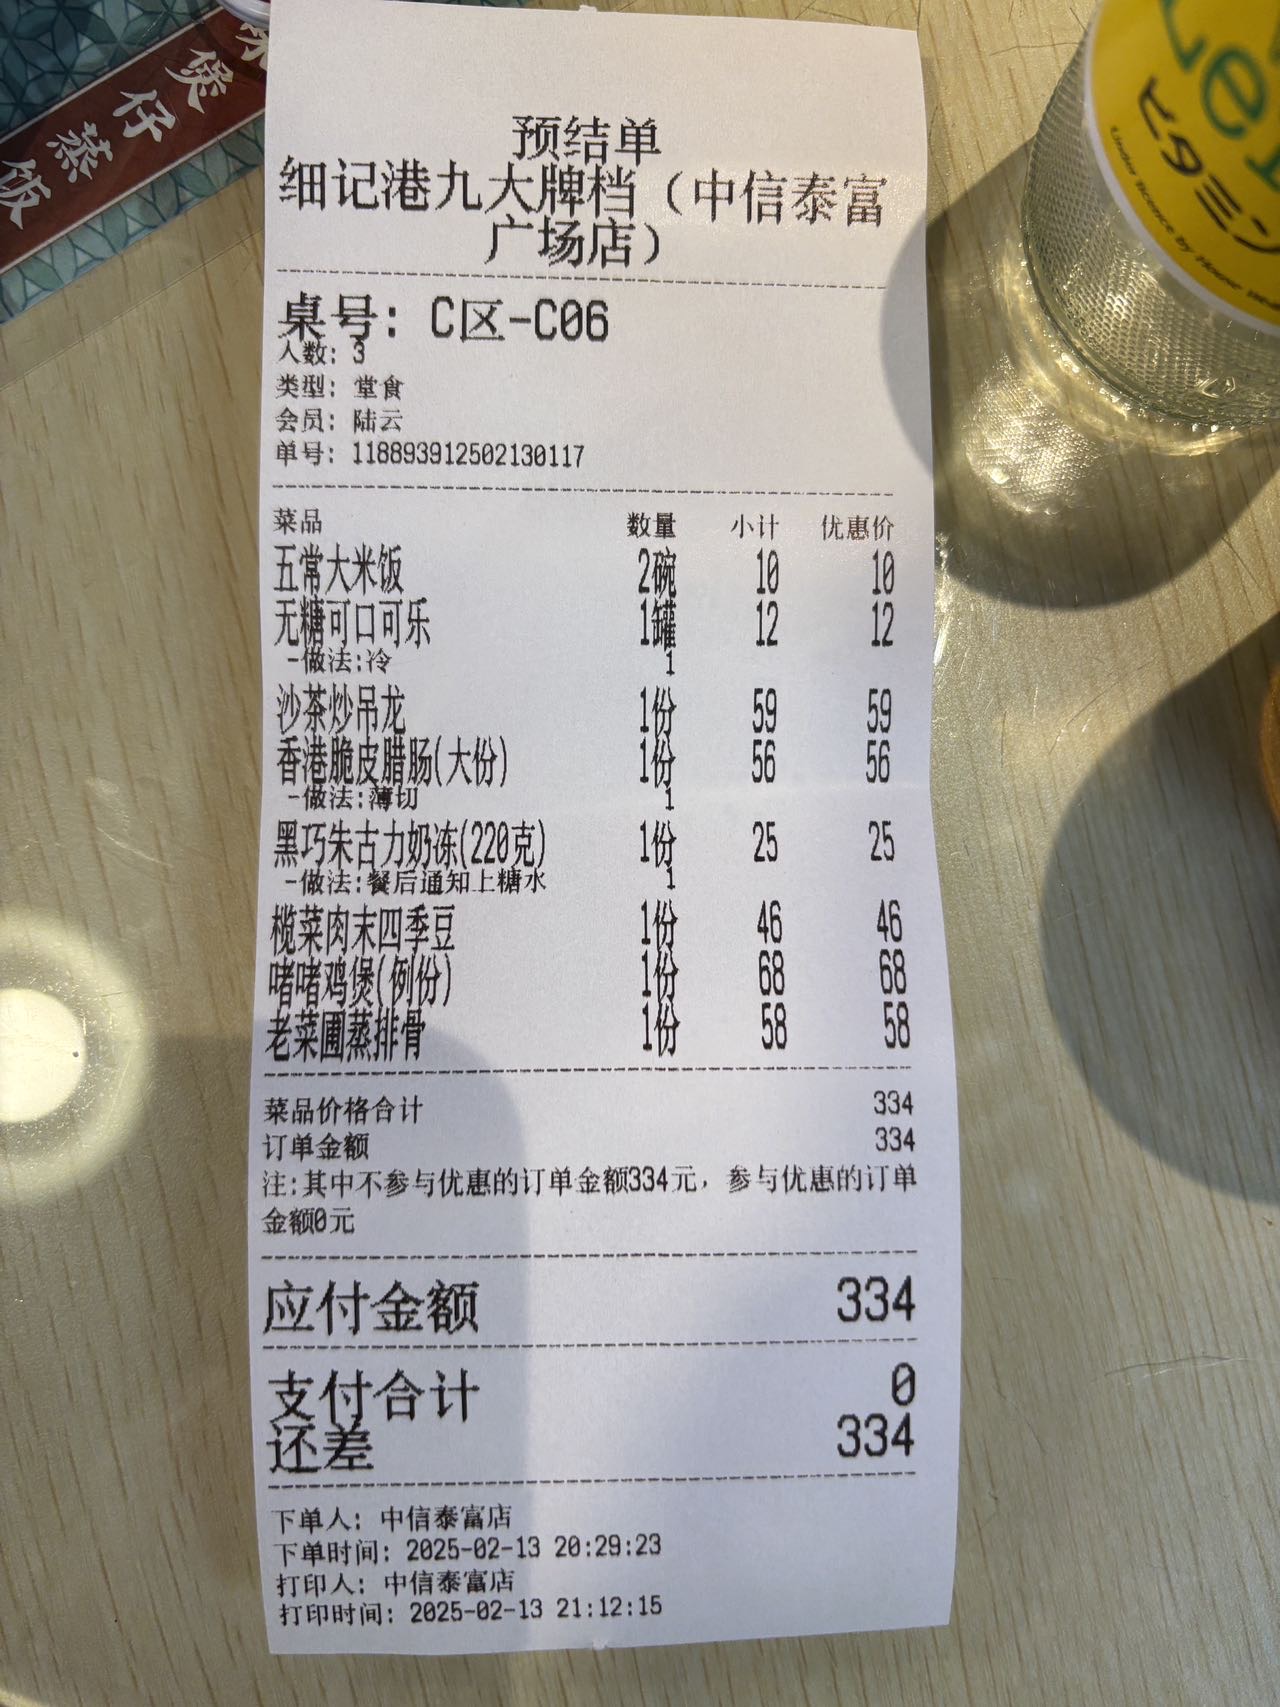 煲仔蒸饭
预结单
细记港九大牌档（中信泰富
广场店）
桌号：C区-C06
人数：3
类型：堂食
会员：陆云
单号：118893912502130117
菜品 数量 小计 优惠价
五常大米饭 2碗 10 10
无糖可口可乐 1罐 12 12
-做法:冷 1
沙茶炒吊龙 1份 59 59
香港脆皮腊肠(大份) 1份 56 56
-做法:薄切 1
黑巧朱古力奶冻(220克) 1份 25 25
-做法:餐后通知上糖水 1
榄菜肉末四季豆 1份 46 46
啫啫鸡煲(例份) 1份 68 68
老菜圃蒸排骨 1份 58 58
菜品价格合计 334
订单金额 334
注:其中不参与优惠的订单金额334元，参与优惠的订单
金额0元
应付金额 334
支付合计 0
还差 334
下单人：中信泰富店
下单时间：2025-02-13 20:29:23
打印人：中信泰富店
打印时间：2025-02-13 21:12:15
ビタミン
Under licence by House